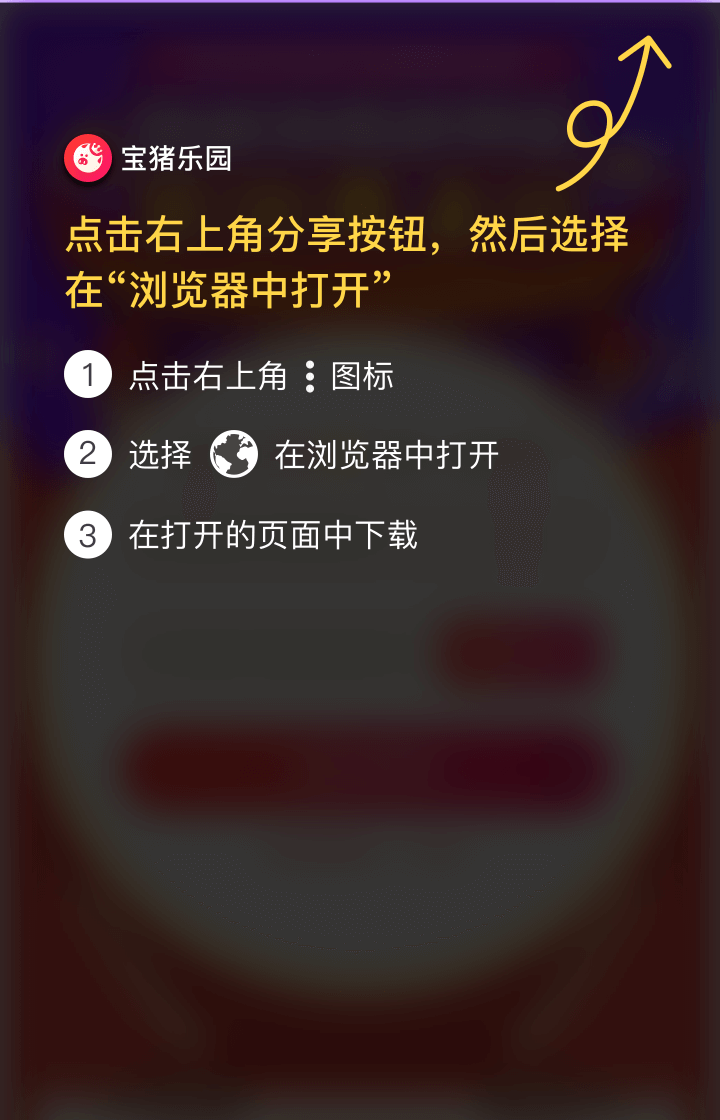 宝猪乐园
点击右上角分享按钮，然后选择
在“浏览器中打开”
1 点击右上角 图标
2 选择 在浏览器中打开
3 在打开的页面中下载